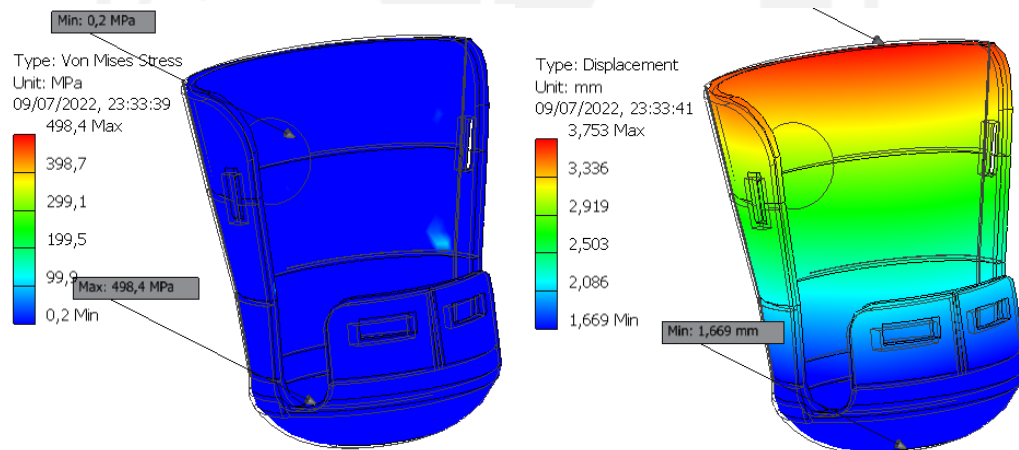 Min: 0,2 MPa
Type: Von Mises Stress
Unit: MPa
09/07/2022, 23:33:39
498,4 Max
398,7
299,1
199,5
99,9
0,2 Min
Max: 498,4 MPa
Type: Displacement
Unit: mm
09/07/2022, 23:33:41
3,753 Max
3,336
2,919
2,503
2,086
1,669 Min
Min: 1,669 mm